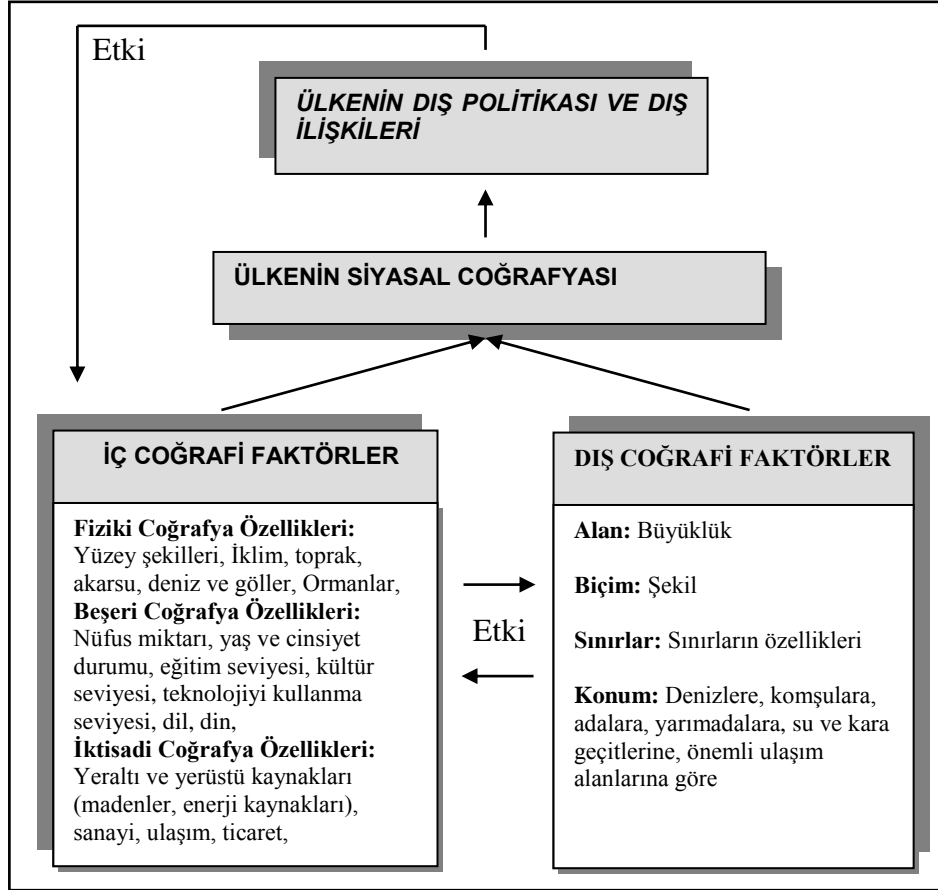 Etki
ÜLKENİN DIŞ POLİTİKASI VE DIŞ
İLİŞKİLERİ
ÜLKENİN SİYASAL COĞRAFYASI
İÇ COĞRAFİ FAKTÖRLER
Fiziki Coğrafya Özellikleri:
Yüzey şekilleri, İklim, toprak,
akarsu, deniz ve göller, Ormanlar,
Beşeri Coğrafya Özellikleri:
Nüfus miktarı, yaş ve cinsiyet
durumu, eğitim seviyesi, kültür
seviyesi, teknolojiyi kullanma
seviyesi, dil, din,
İktisadi Coğrafya Özellikleri:
Yeraltı ve yerüstü kaynakları
(madenler, enerji kaynakları),
sanayi, ulaşım, ticaret,
Etki
DIŞ COĞRAFİ FAKTÖRLER
Alan: Büyüklük
Biçim: Şekil
Sınırlar: Sınırların özellikleri
Konum: Denizlere, komşulara,
adalara, yarımadalara, su ve kara
geçitlerine, önemli ulaşım
alanlarına göre